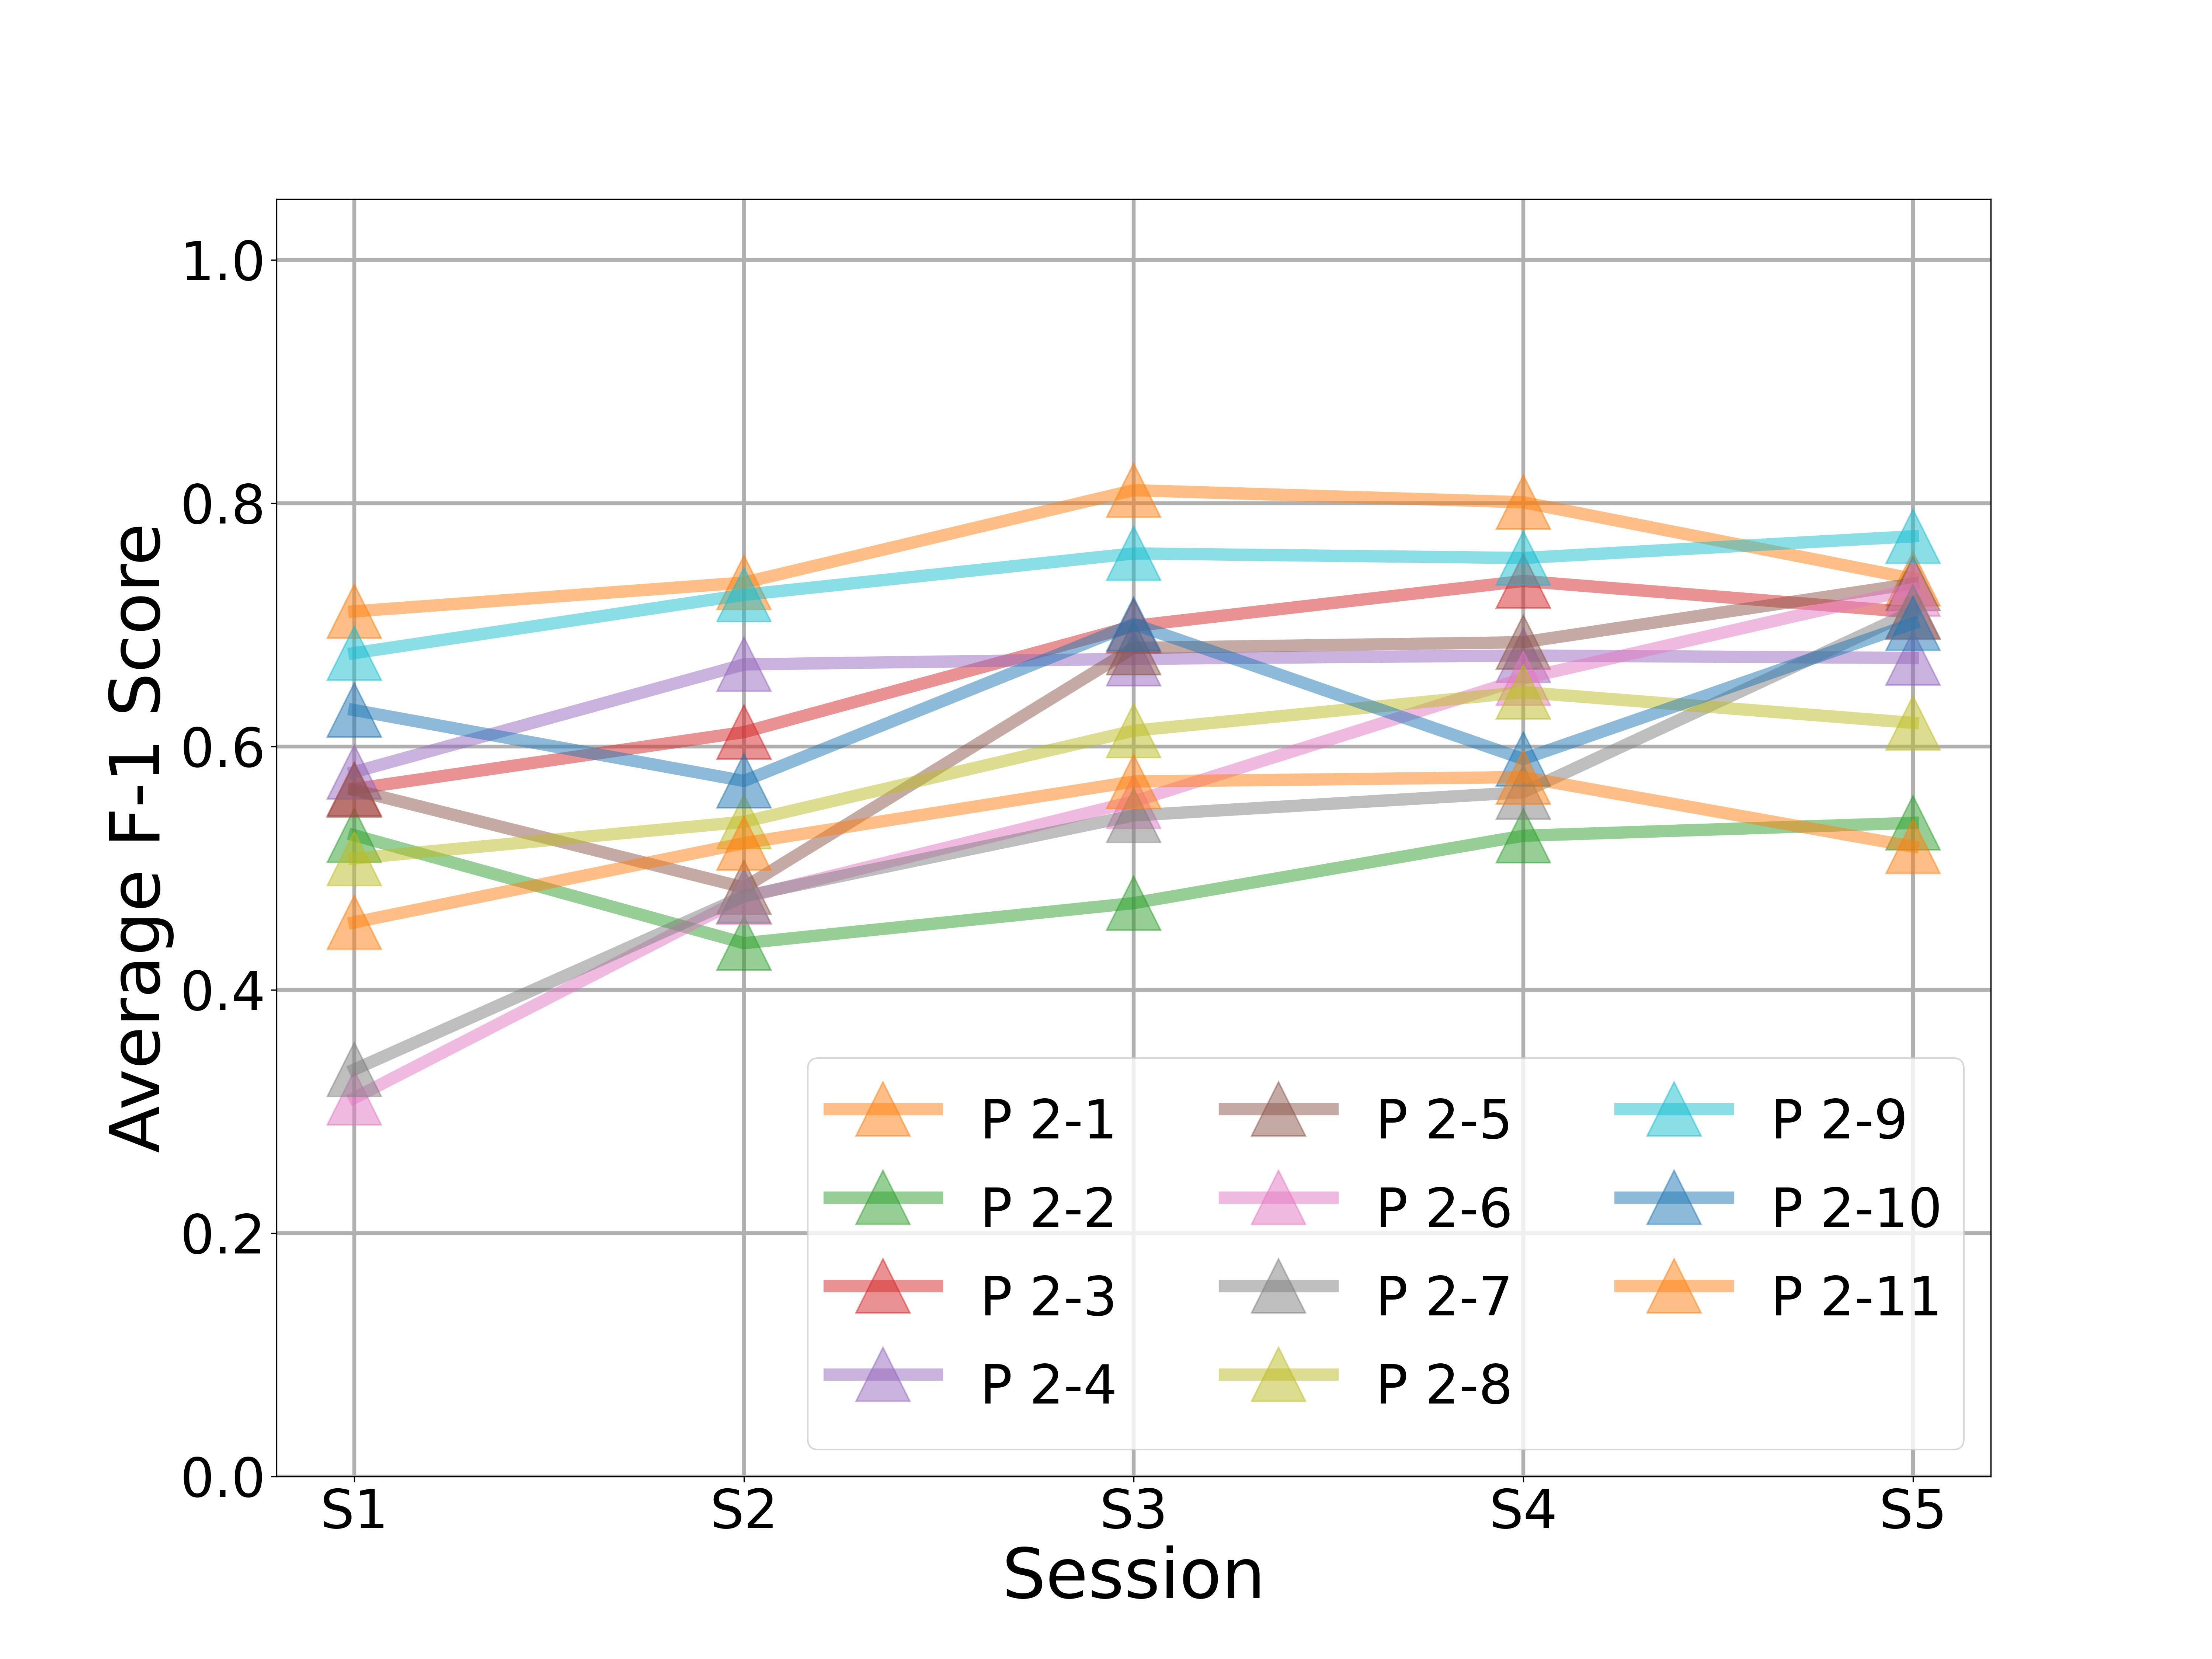 Average F-1 Score
1.0
0.8
0.6
0.4
0.2
0.0
P 2-1
P 2-2
P 2-3
P 2-4
P 2-5
P 2-6
P 2-7
P 2-8
P 2-9
P 2-10
P 2-11
S1 S2 S3 S4 S5
Session